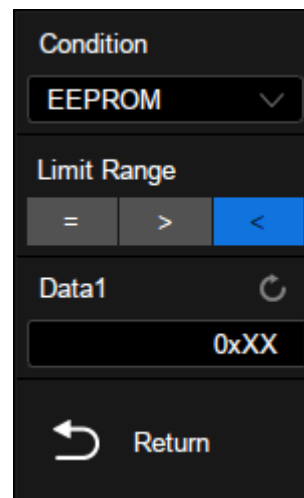 Condition
EEPROM
Limit Range
= > <
Data1
0xXX
Return